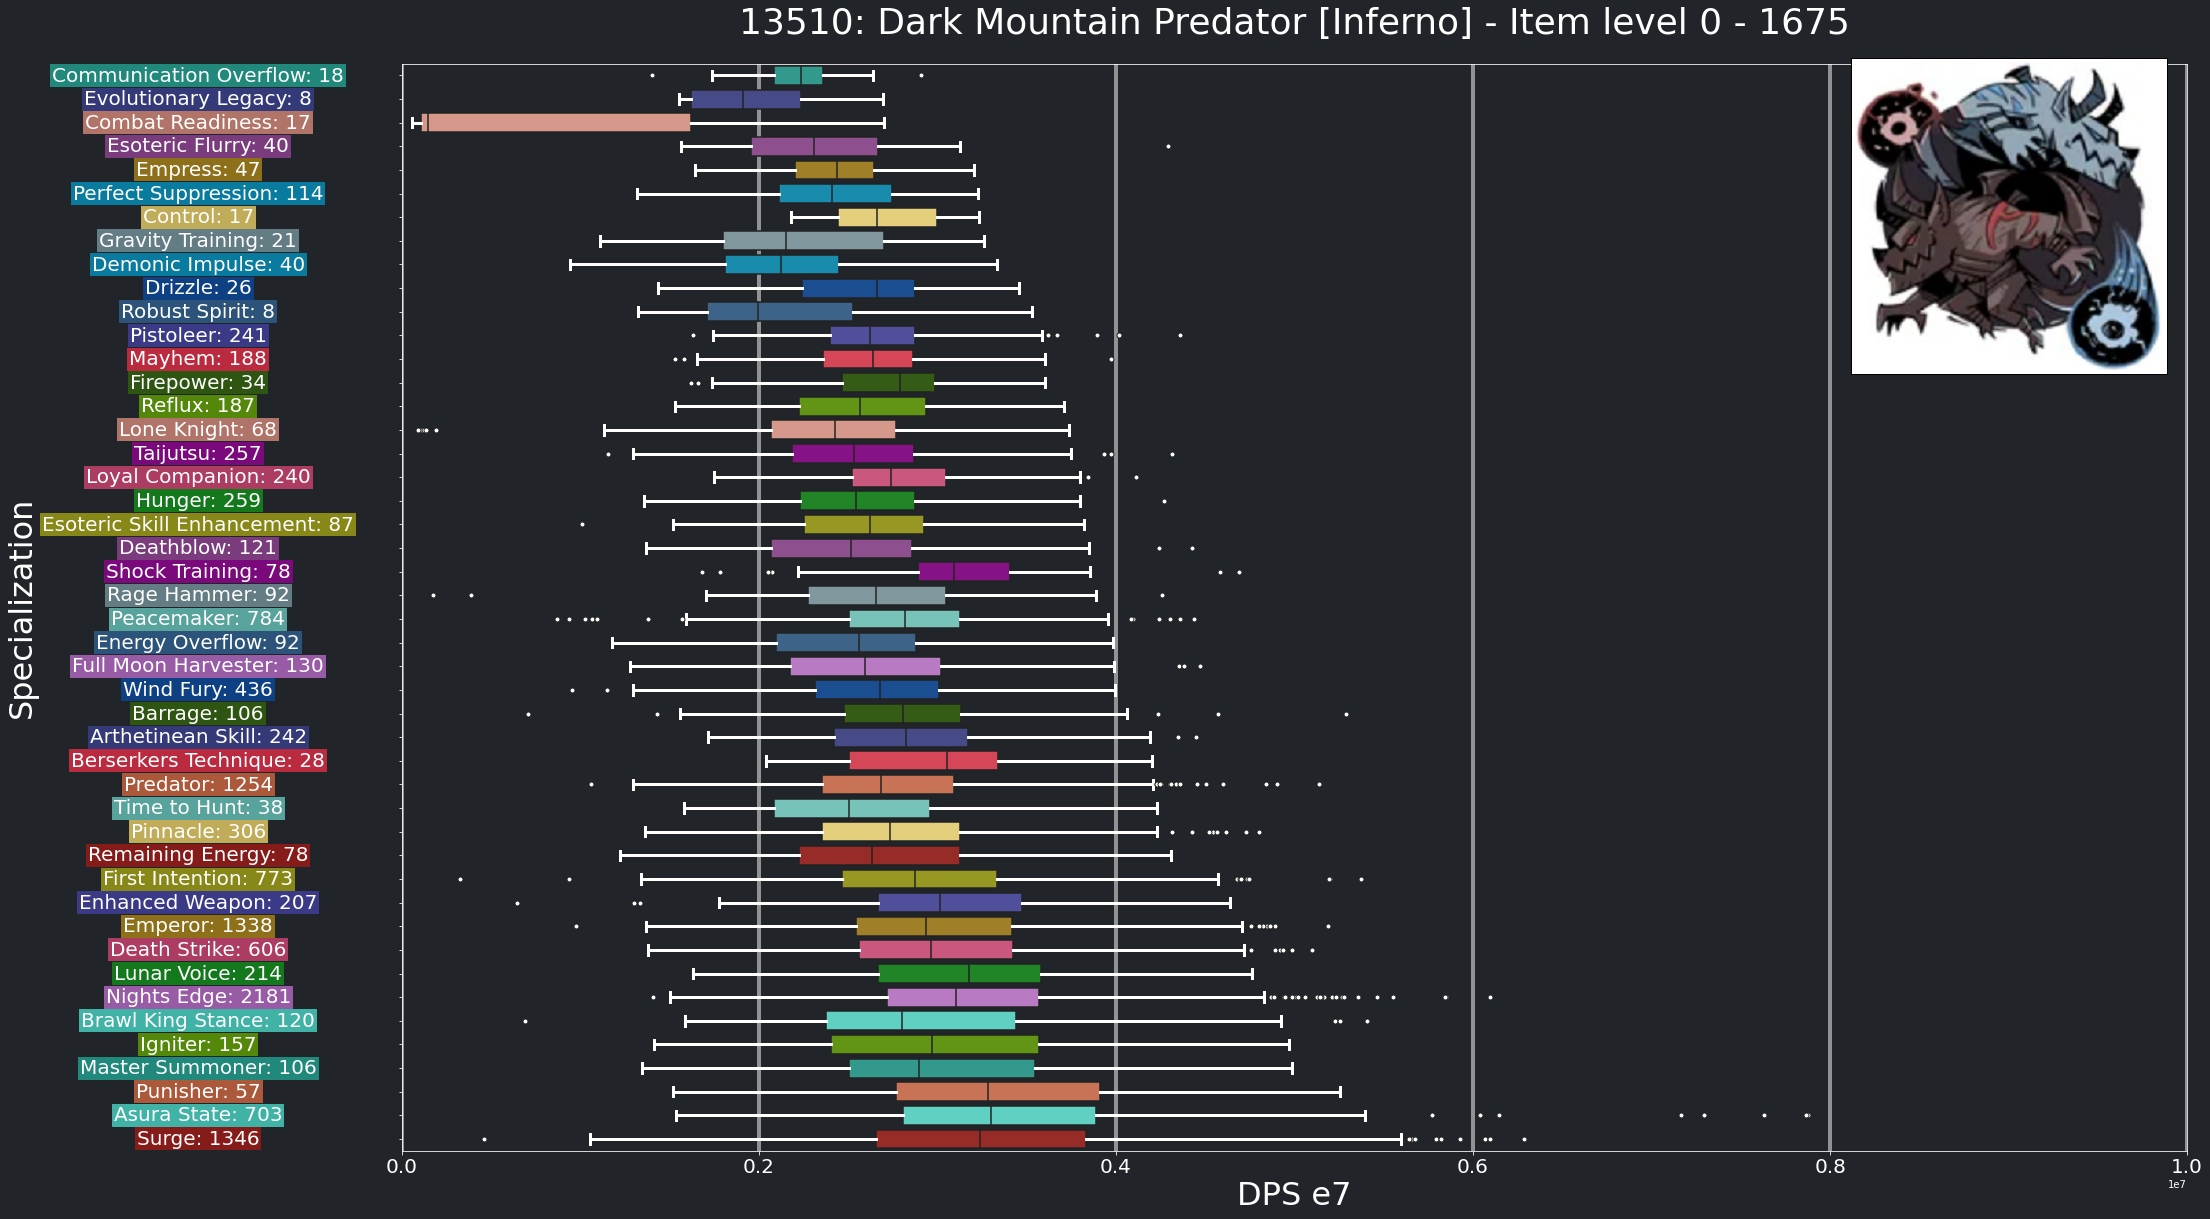 13510: Dark Mountain Predator [Inferno] - Item level 0 - 1675
Communication Overflow: 18
Evolutionary Legacy: 8
Combat Readiness: 17
Esoteric Flurry: 40
Empress: 47
Perfect Suppression: 114
Control: 17
Gravity Training: 21
Demonic Impulse: 40
Drizzle: 26
Robust Spirit: 8
Pistoleer: 241
Mayhem: 188
Firepower: 34
Reflux: 187
Lone Knight: 68
Taijutsu: 257
Loyal Companion: 240
Hunger: 259
Esoteric Skill Enhancement: 87
Deathblow: 121
Shock Training: 78
Rage Hammer: 92
Peacemaker: 784
Energy Overflow: 92
Full Moon Harvester: 130
Wind Fury: 436
Barrage: 106
Arthetinean Skill: 242
Berserkers Technique: 28
Predator: 1254
Time to Hunt: 38
Pinnacle: 306
Remaining Energy: 78
First Intention: 773
Enhanced Weapon: 207
Emperor: 1338
Death Strike: 606
Lunar Voice: 214
Nights Edge: 2181
Brawl King Stance: 120
Igniter: 157
Master Summoner: 106
Punisher: 57
Asura State: 703
Surge: 1346
Specialization
0.0 0.2 0.4 0.6 0.8 1.0
1e7
DPS e7